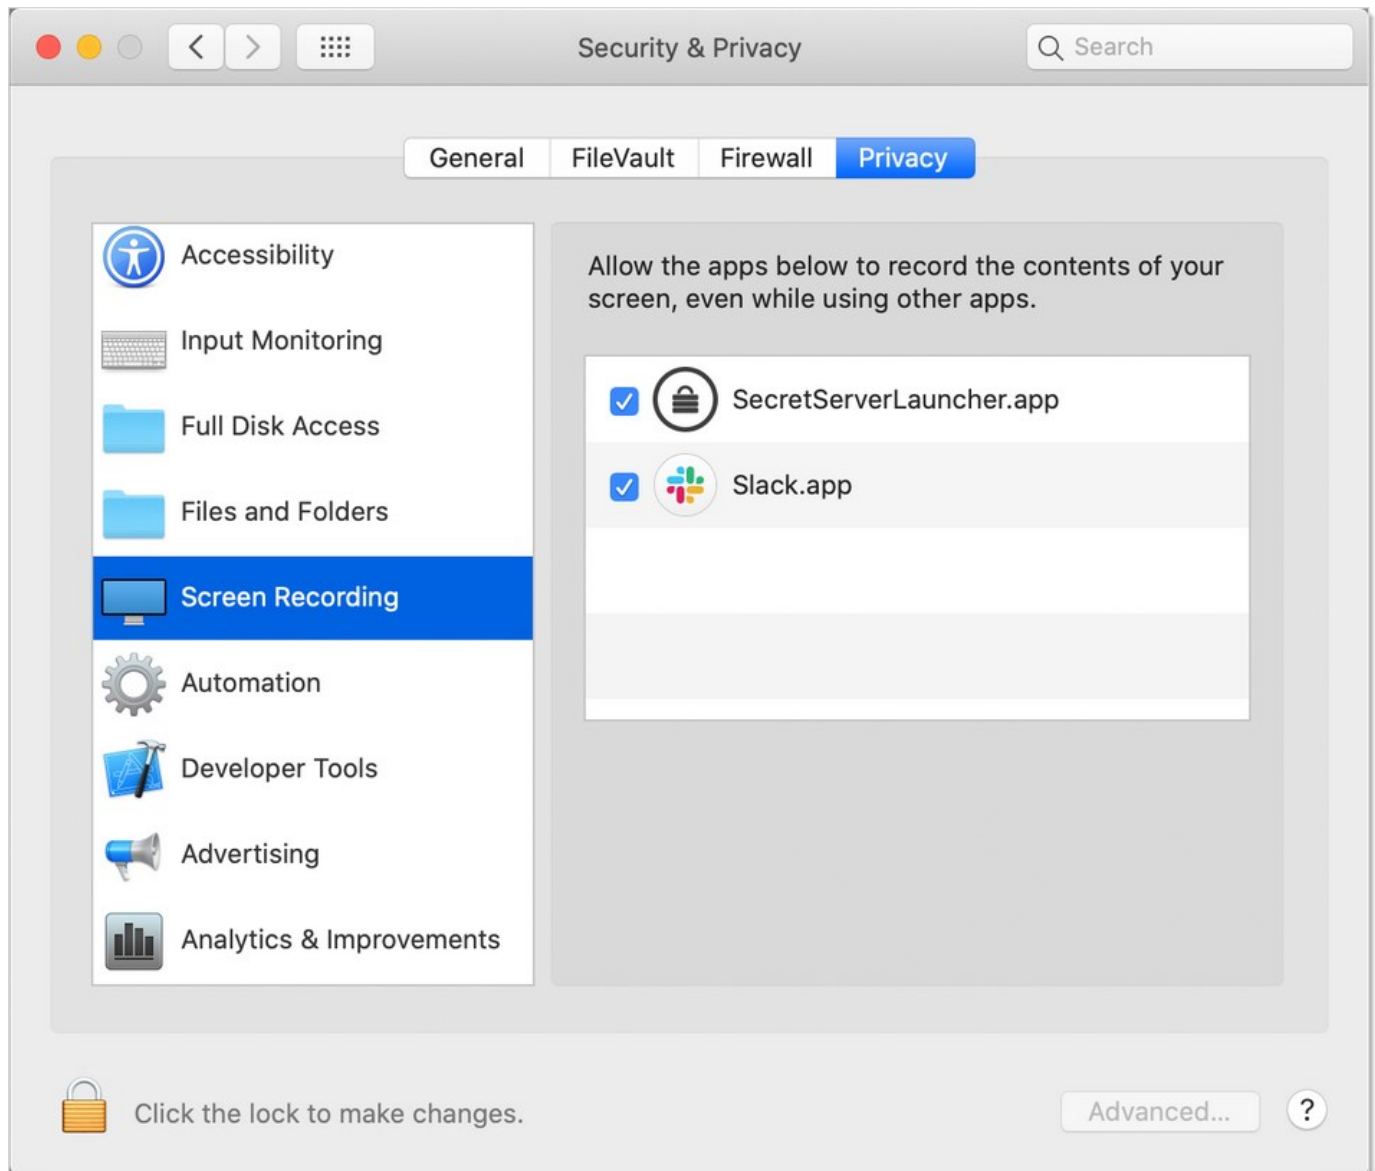 Security & Privacy
Search
General
FileVault
Firewall
Privacy
Accessibility
Input Monitoring
Full Disk Access
Files and Folders
Screen Recording
Automation
Developer Tools
Advertising
Analytics & Improvements
Allow the apps below to record the contents of your
screen, even while using other apps.
SecretServerLauncher.app
Slack.app
Click the lock to make changes.
Advanced...
?